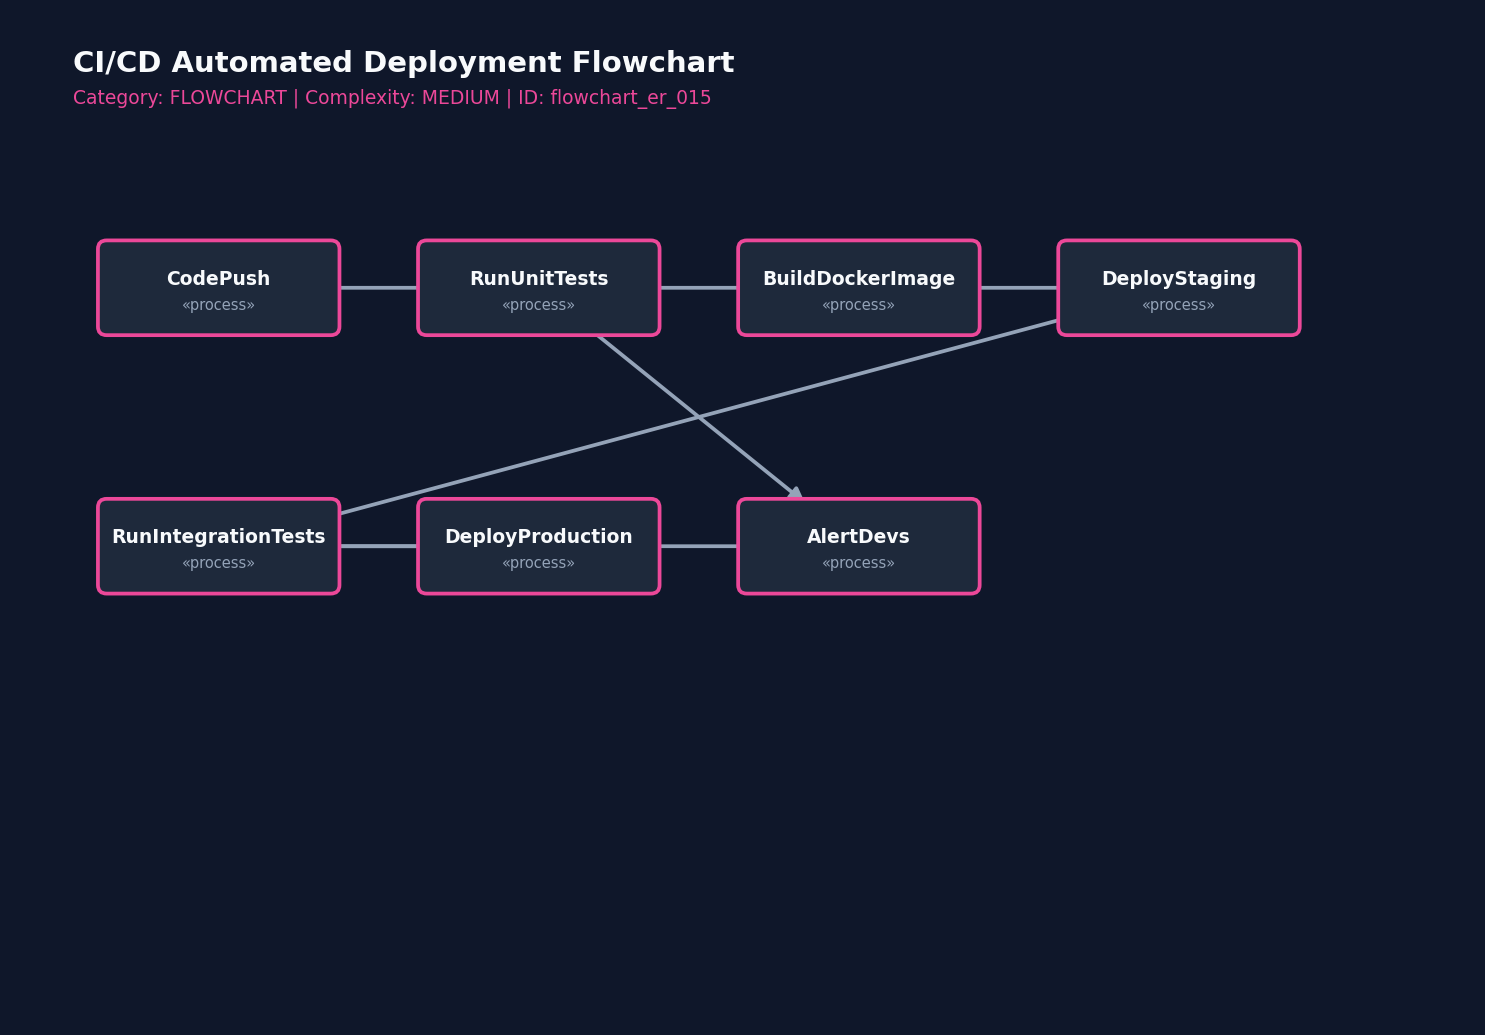 CI/CD Automated Deployment Flowchart
Category: FLOWCHART | Complexity: MEDIUM | ID: flowchart_er_015
CodePush
«process»
RunUnitTests
«process»
BuildDockerImage
«process»
DeployStaging
«process»
RunIntegrationTests
«process»
DeployProduction
«process»
AlertDevs
«process»